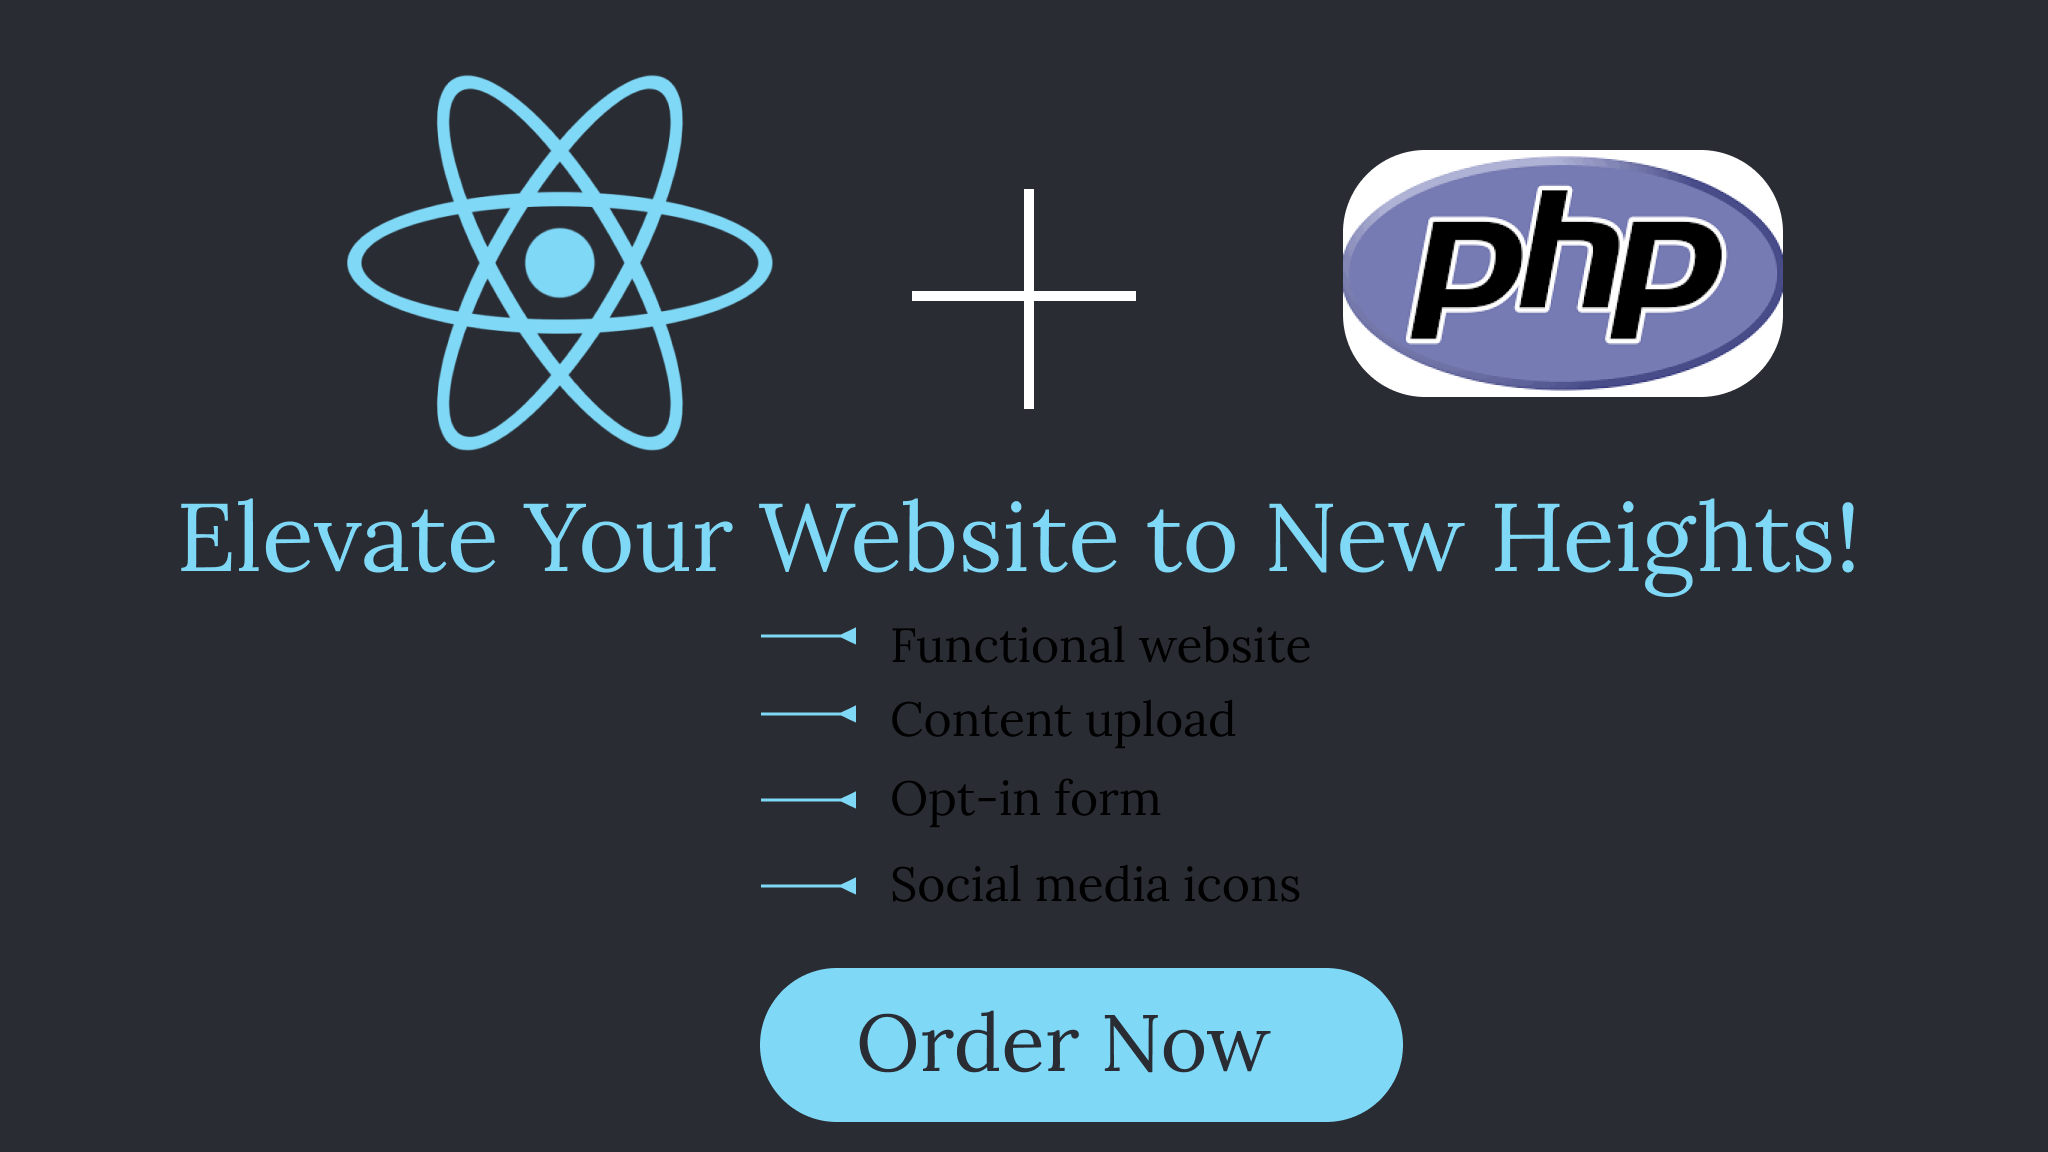 php
Elevate Your Website to New Heights!
Functional website
Content upload
Opt-in form
Social media icons
Order Now